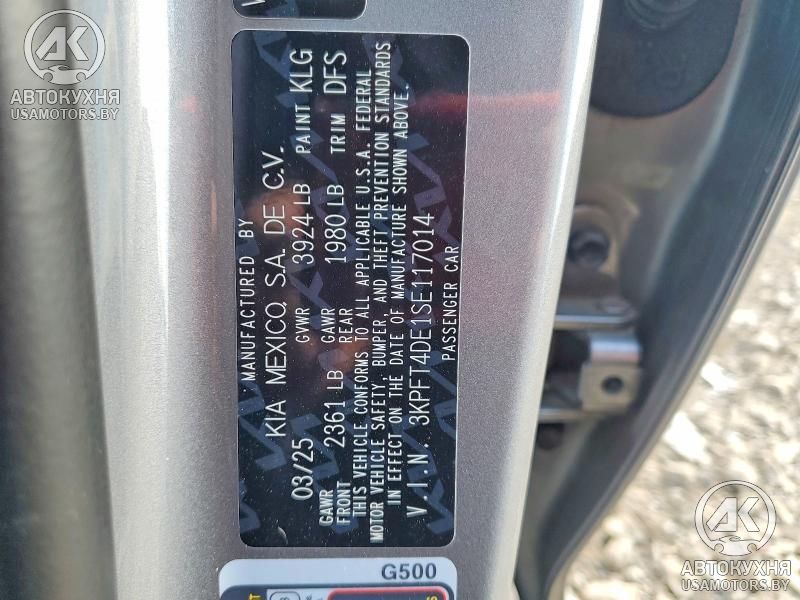 MANUFACTURED BY
KIA MEXICO S.A. DE C.V.
03/25 GVWR 3924 LB PAINT KLG
GAWR FRONT 2361 LB GAWR REAR 1980 LB TRIM DFS
THIS VEHICLE CONFORMS TO ALL APPLICABLE U.S.A. FEDERAL
MOTOR VEHICLE SAFETY, BUMPER, AND THEFT PREVENTION STANDARDS
IN EFFECT ON THE DATE OF MANUFACTURE SHOWN ABOVE.
V.I.N. 3KPFT4DE1SE117014
PASSENGER CAR
G500
АК
АВТОКУХНЯ
USAMOTORS.BY
АК
АВТОКУХНЯ
USAMOTORS.BY